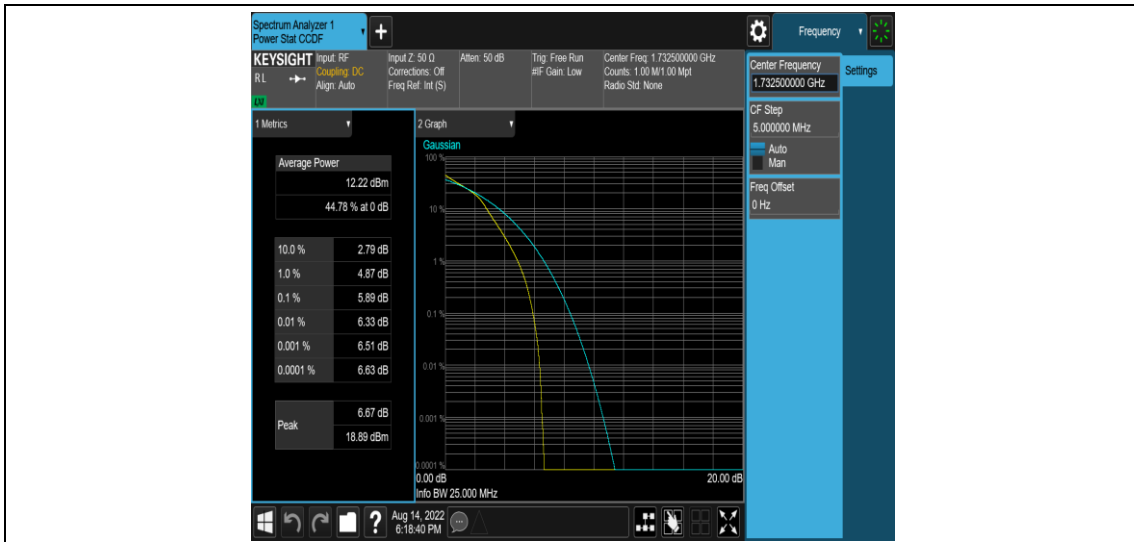 Spectrum Analyzer 1
Power Stat CCDF
+
Frequency
KEYSIGHT
RL
LXI
Input: RF
Coupling: DC
Align: Auto
Input Z: 50 Ω
Corrections: Off
Freq Ref: Int (S)
Atten: 50 dB
Trig: Free Run
#IF Gain: Low
Center Freq: 1.732500000 GHz
Counts: 1.00 M/1.00 Mpt
Radio Std: None
Center Frequency
1.732500000 GHz
Settings
CF Step
5.000000 MHz
Auto
Man
Freq Offset
0 Hz
1 Metrics
Average Power
12.22 dBm
44.78 % at 0 dB
10.0 % 2.79 dB
1.0 % 4.87 dB
0.1 % 5.89 dB
0.01 % 6.33 dB
0.001 % 6.51 dB
0.0001 % 6.63 dB
Peak
6.67 dB
18.89 dBm
2 Graph
Gaussian
100 %
10 %
1 %
0.1 %
0.01 %
0.001 %
0.0001 %
0.00 dB 20.00 dB
Info BW 25.000 MHz
?
Aug 14, 2022
6:18:40 PM